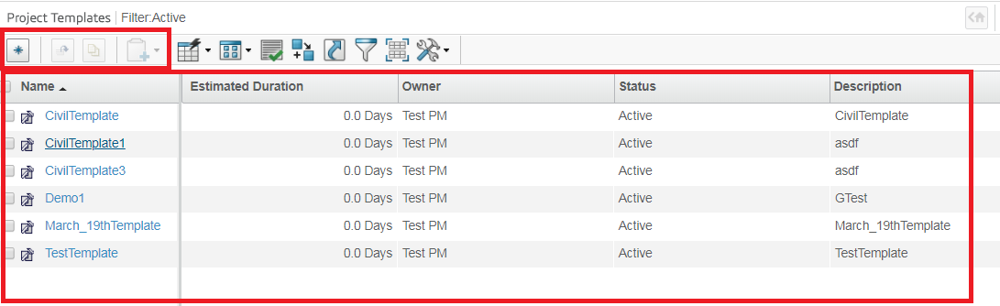 Project Templates | Filter:Active
Name Estimated Duration Owner Status Description
CivilTemplate 0.0 Days Test PM Active CivilTemplate
CivilTemplate1 0.0 Days Test PM Active asdf
CivilTemplate3 0.0 Days Test PM Active asdf
Demo1 0.0 Days Test PM Active GTest
March_19thTemplate 0.0 Days Test PM Active March_19thTemplate
TestTemplate 0.0 Days Test PM Active TestTemplate